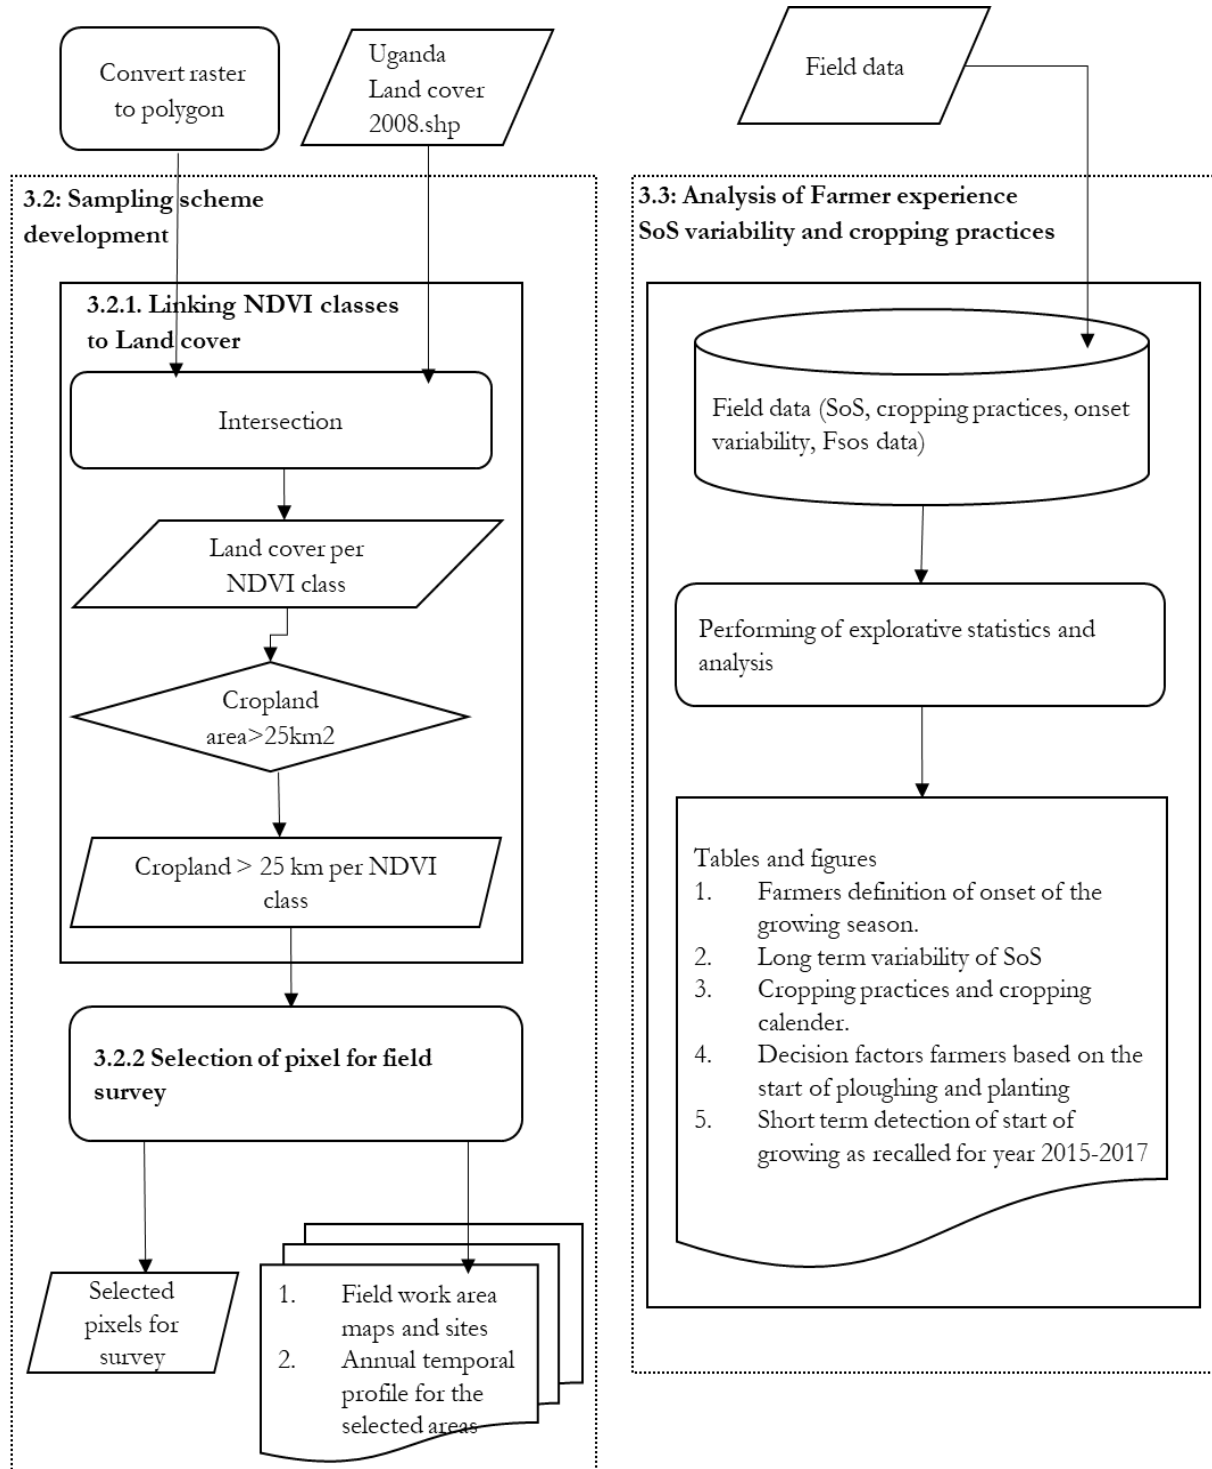 Convert raster
to polygon
Uganda
Land cover
2008.shp
3.2: Sampling scheme
development
3.2.1. Linking NDVI classes
to Land cover
Intersection
Land cover per
NDVI class
Cropland
area>25km2
Cropland > 25 km per NDVI
class
3.2.2 Selection of pixel for field
survey
Selected
pixels for
survey
1. Field work area
maps and sites
2. Annual temporal
profile for the
selected areas
Field data
3.3: Analysis of Farmer experience
SoS variability and cropping practices
Field data (SoS, cropping practices, onset
variability, Fsos data)
Performing of explorative statistics and
analysis
Tables and figures
1. Farmers definition of onset of the
growing season.
2. Long term variability of SoS
3. Cropping practices and cropping
calender.
4. Decision factors farmers based on the
start of ploughing and planting
5. Short term detection of start of
growing as recalled for year 2015-2017